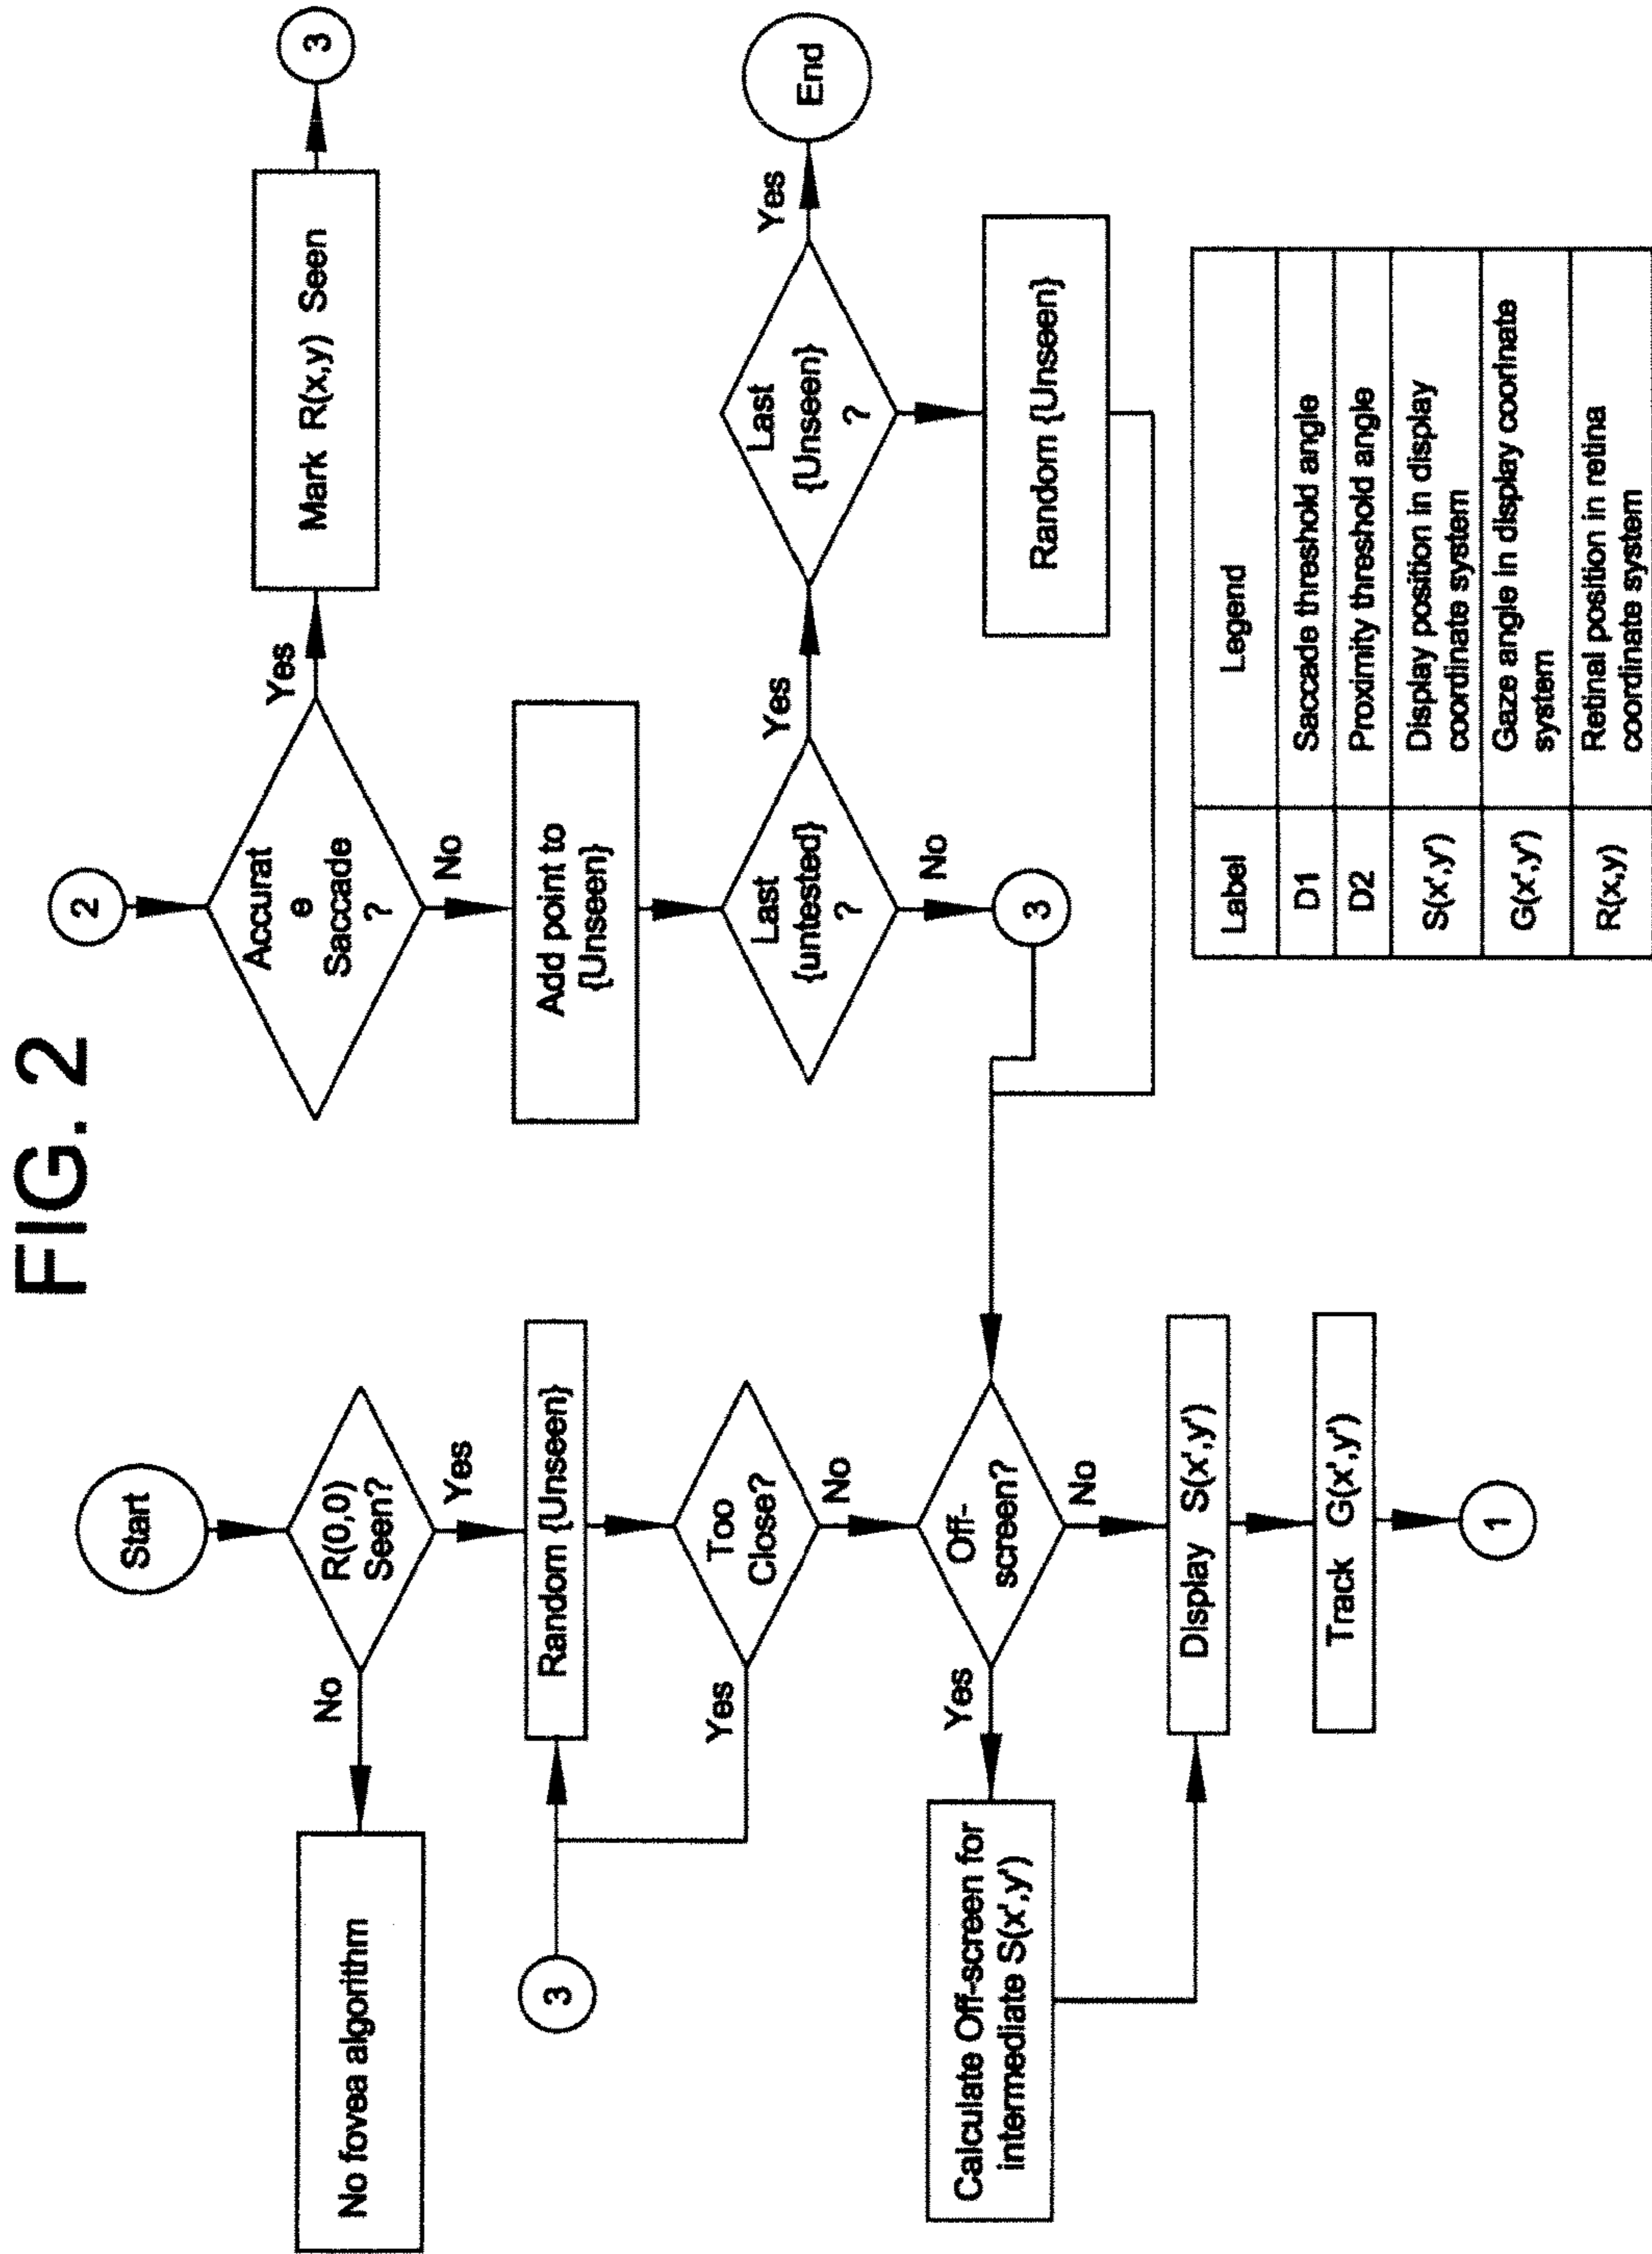 FIG. 2
Start
R(0,0)
Seen?
No
Yes
No fovea algorithm
3
Random {Unseen}
Too
Close?
Yes
No
Off-
screen?
Yes
No
Calculate Off-screen for
intermediate S(x',y')
Display S(x',y')
Track G(x',y')
1
2
Accurat
e
Saccade
?
Yes
No
Mark R(x,y) Seen
3
Add point to
{Unseen}
Last
{untested}
?
Yes
No
3
Last
{Unseen}
?
Yes
End
Random {Unseen}
Label Legend
D1 Saccade threshold angle
D2 Proximity threshold angle
S(x',y') Display position in display
coordinate system
G(x',y') Gaze angle in display coorinate
system
R(x,y) Retinal position in retina
coordinate system